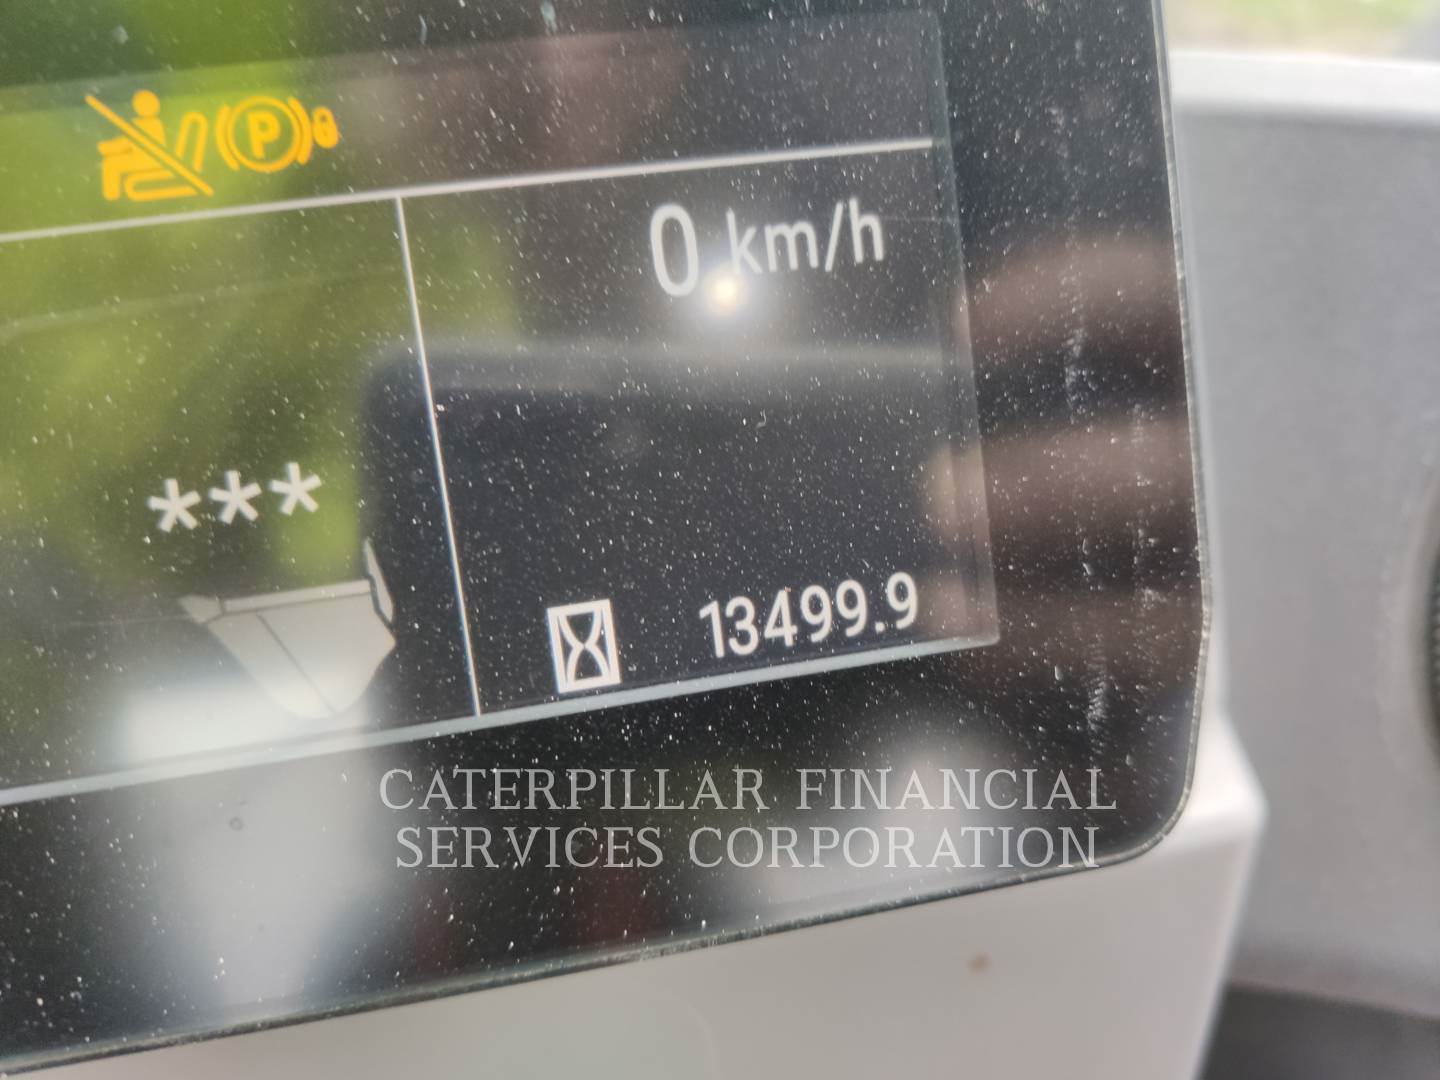 P
0 km/h
***
13499.9
CATERPILLAR FINANCIAL
SERVICES CORPORATION